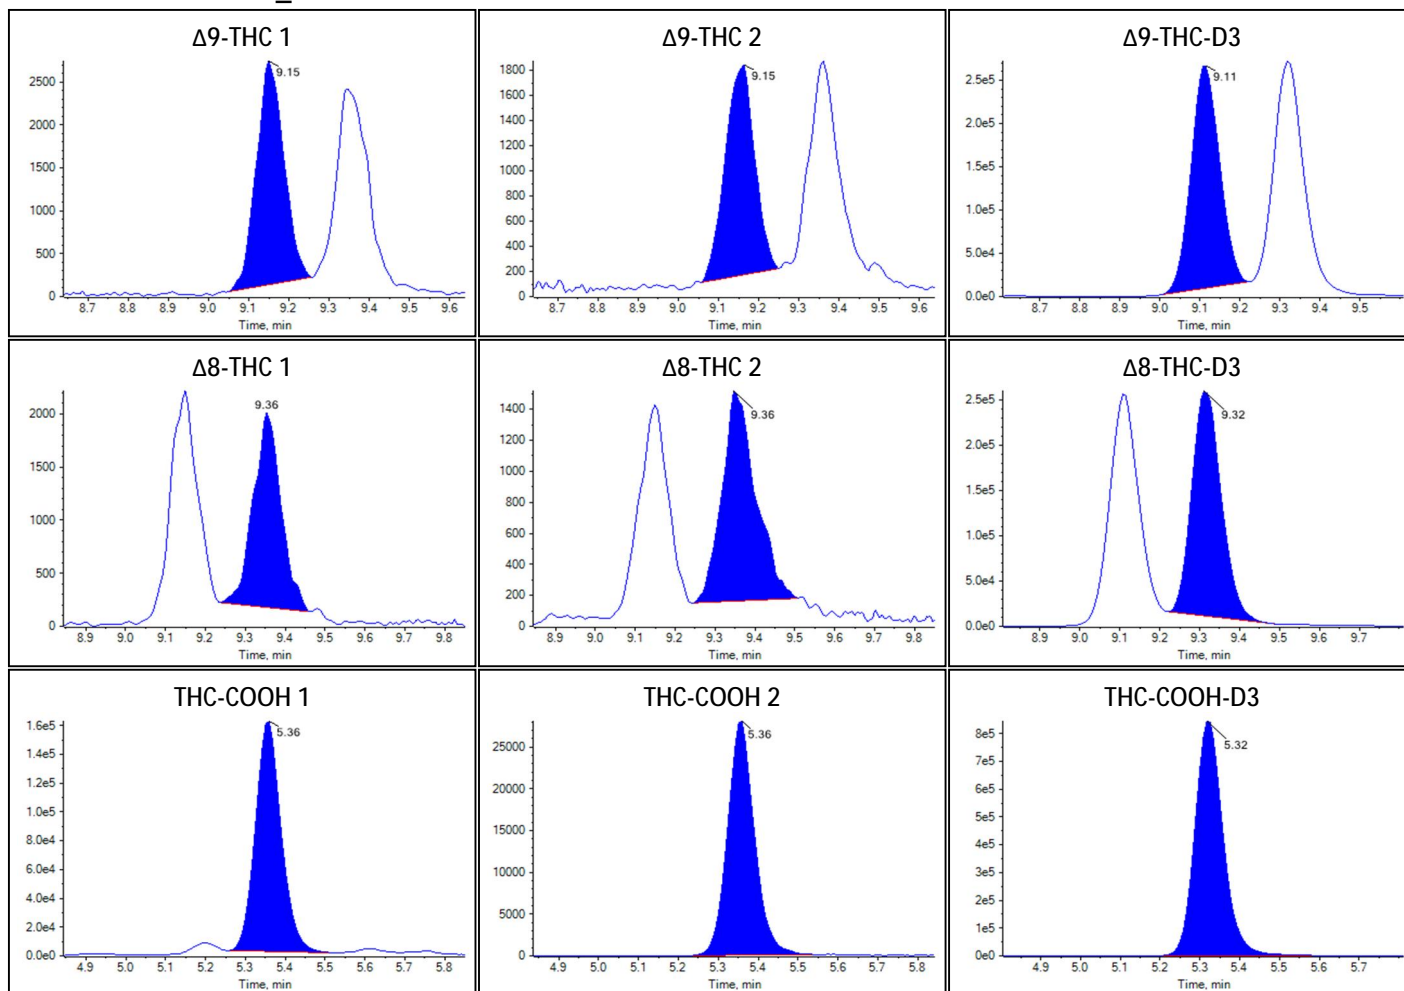 Δ9-THC 1
2500
2000
1500
1000
500
0
9.15
8.7 8.8 8.9 9.0 9.1 9.2 9.3 9.4 9.5 9.6
Time, min
Δ9-THC 2
1800
1600
1400
1200
1000
800
600
400
200
0
9.15
8.7 8.8 8.9 9.0 9.1 9.2 9.3 9.4 9.5 9.6
Time, min
Δ9-THC-D3
2.5e5
2.0e5
1.5e5
1.0e5
5.0e4
0.0e0
9.11
8.7 8.8 8.9 9.0 9.1 9.2 9.3 9.4 9.5
Time, min
Δ8-THC 1
2000
1500
1000
500
0
9.36
8.9 9.0 9.1 9.2 9.3 9.4 9.5 9.6 9.7 9.8
Time, min
Δ8-THC 2
1400
1200
1000
800
600
400
200
0
9.36
8.9 9.0 9.1 9.2 9.3 9.4 9.5 9.6 9.7 9.8
Time, min
Δ8-THC-D3
2.5e5
2.0e5
1.5e5
1.0e5
5.0e4
0.0e0
9.32
8.9 9.0 9.1 9.2 9.3 9.4 9.5 9.6 9.7
Time, min
THC-COOH 1
1.6e5
1.4e5
1.2e5
1.0e5
8.0e4
6.0e4
4.0e4
2.0e4
0.0e0
5.36
4.9 5.0 5.1 5.2 5.3 5.4 5.5 5.6 5.7 5.8
Time, min
THC-COOH 2
25000
20000
15000
10000
5000
0
5.36
4.9 5.0 5.1 5.2 5.3 5.4 5.5 5.6 5.7 5.8
Time, min
THC-COOH-D3
8e5
7e5
6e5
5e5
4e5
3e5
2e5
1e5
0e0
5.32
4.9 5.0 5.1 5.2 5.3 5.4 5.5 5.6 5.7
Time, min